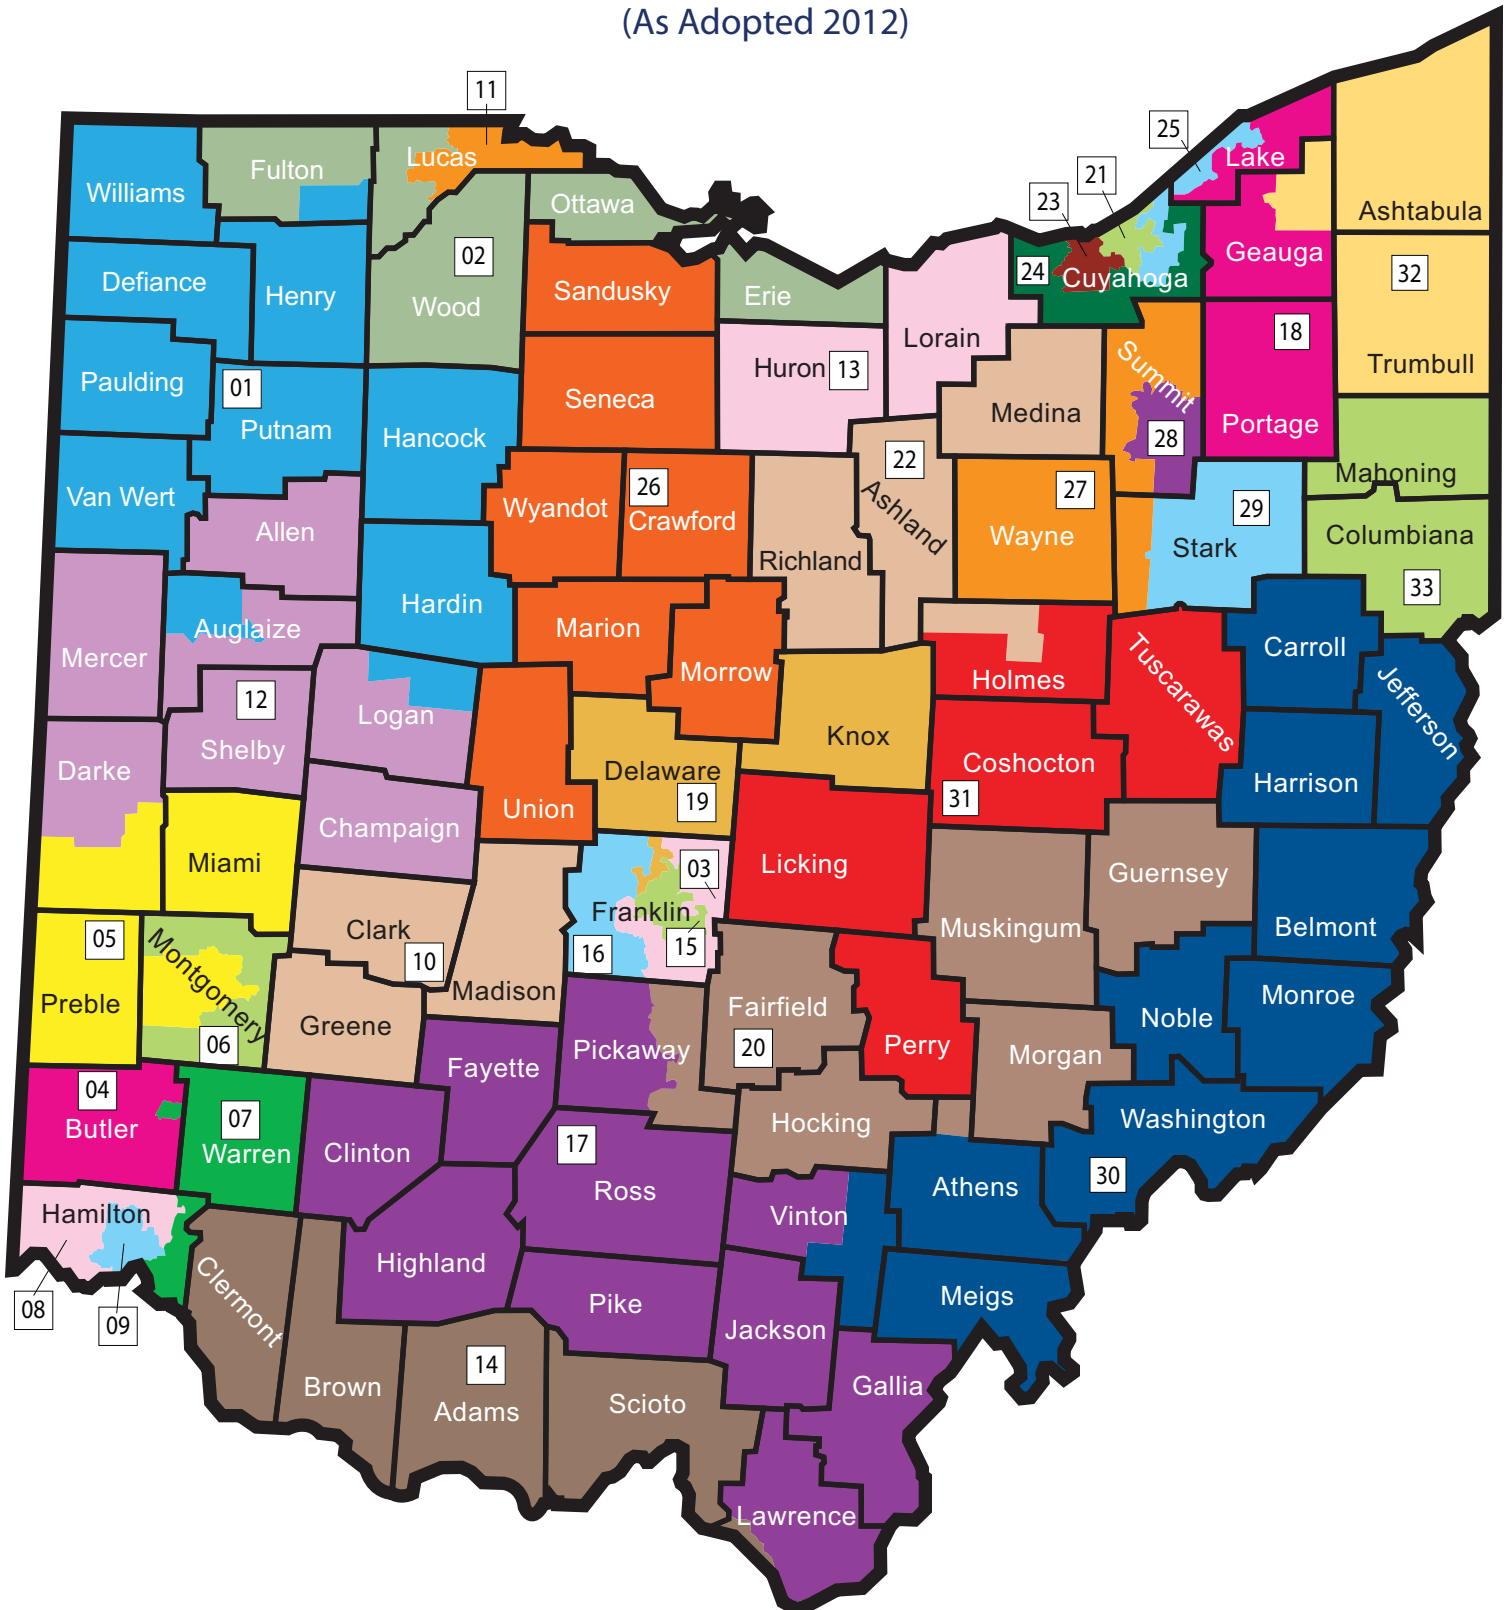 (As Adopted 2012)
11
25
Williams
Fulton
Lucas
21
Lake
23
Ottawa
Ashtabula
02
Defiance
Henry
Wood
Sandusky
Erie
24
Cuyahoga
Geauga
32
Lorain
18
Paulding
01
Huron
13
Summit
Trumbull
Putnam
Seneca
Medina
Portage
Hancock
28
Van Wert
26
22
27
Mahoning
Allen
Wyandot
Crawford
Ashland
Wayne
29
Stark
Columbiana
Richland
33
Hardin
Auglaize
Marion
Mercer
Morrow
Holmes
Tuscarawas
Carroll
Jefferson
12
Logan
Shelby
Knox
Darke
Delaware
Coshocton
Harrison
19
31
Union
Champaign
Miami
Licking
03
Guernsey
Franklin
Clark
05
Montgomery
16
15
Muskingum
Belmont
10
Preble
Madison
Fairfield
Monroe
Greene
06
Pickaway
20
Perry
Noble
Morgan
Fayette
04
07
Butler
Hocking
Washington
Warren
Clinton
17
30
Ross
Athens
Hamilton
09
08
Vinton
Highland
Clermont
Pike
Meigs
Jackson
14
Brown
Adams
Scioto
Gallia
Lawrence